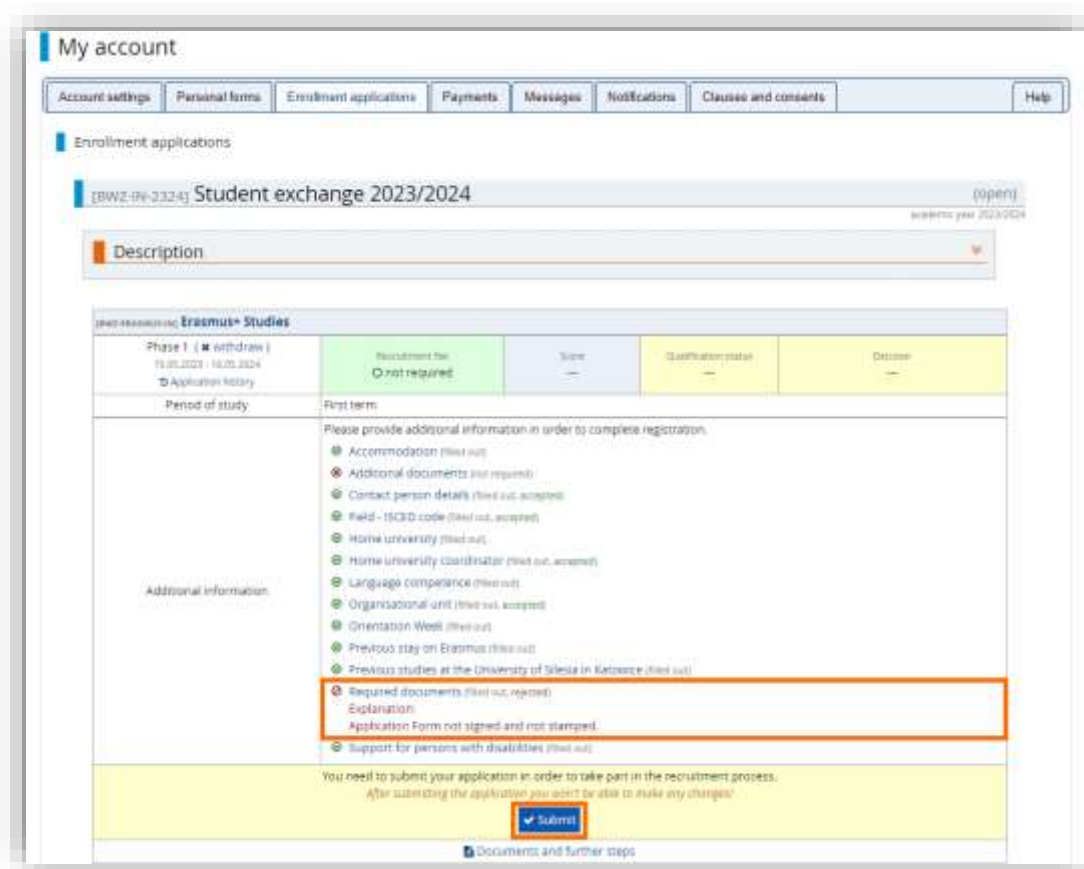 My account
Account settings Personal forms Enrollment applications Payments Messages Notifications Clauses and consents Help
Enrollment applications
[BWZ-IN-2324] Student exchange 2023/2024 (open)
academic year 2023/2024
Description
Erasmus+ Studies
Phase 1 ( withdraw )
Application history
Recruitment fee
not required
Score
---
Qualification status
---
Decision
---
Period of study First term
Additional information
Please provide additional information in order to complete registration.
Accommodation (filled out)
Additional documents (not required)
Contact person details (filled out, accepted)
Field - ISCED code (filled out, accepted)
Home university (filled out)
Home university coordinator (filled out, accepted)
Language competence (filled out)
Organisational unit (filled out, accepted)
Orientation Week (filled out)
Previous stay on Erasmus (filled out)
Previous studies at the University of Silesia in Katowice (filled out)
Required documents (filled out, rejected)
Explanation:
Application Form not signed and not stamped.
Support for persons with disabilities (filled out)
You need to submit your application in order to take part in the recruitment process.
After submitting the application you won't be able to make any changes!
Submit
Documents and further steps